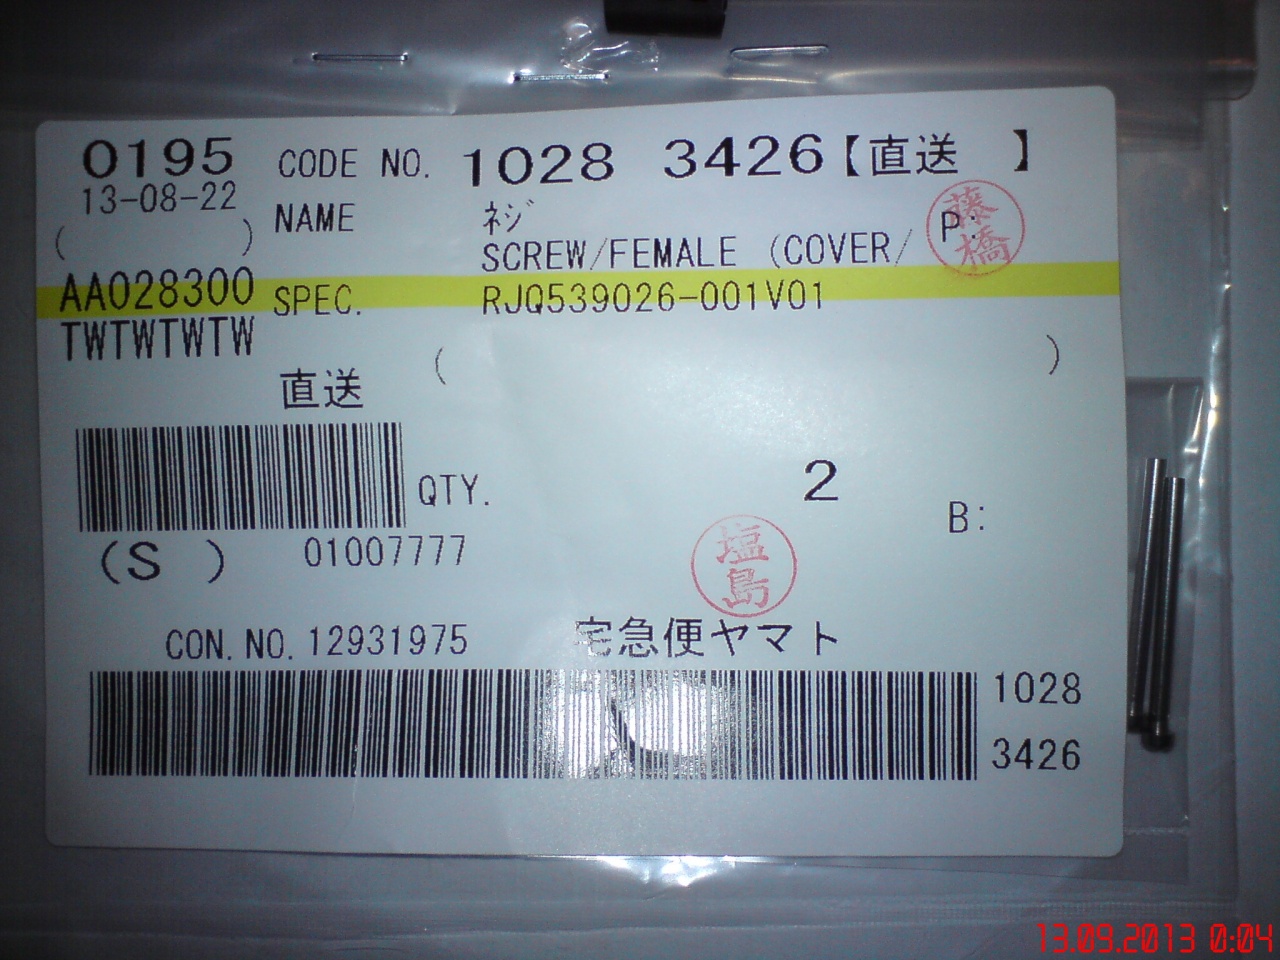 0195 CODE NO. 1028 3426【直送 】
13-08-22
( ) NAME ネジ
SCREW/FEMALE (COVER/ P:
藤橋
AA028300 SPEC. RJQ539026-001V01
TWTWTWTW
( )
直送
QTY. 2 B:
(S ) 01007777
塩島
CON. NO. 12931975 宅急便ヤマト
1028
3426
13.09.2013 0:04